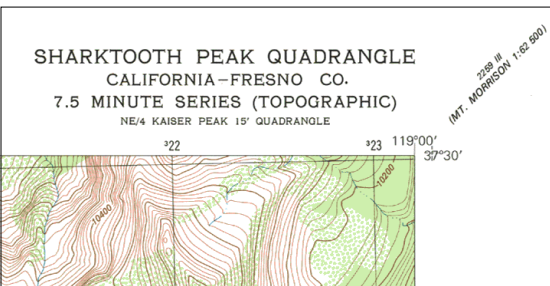 SHARKTOOTH PEAK QUADRANGLE
CALIFORNIA–FRESNO CO.
7.5 MINUTE SERIES (TOPOGRAPHIC)
NE/4 KAISER PEAK 15' QUADRANGLE
2259 III
(MT. MORRISON 1:62 500)
³22
³23
119°00'
37°30'
10400
10200